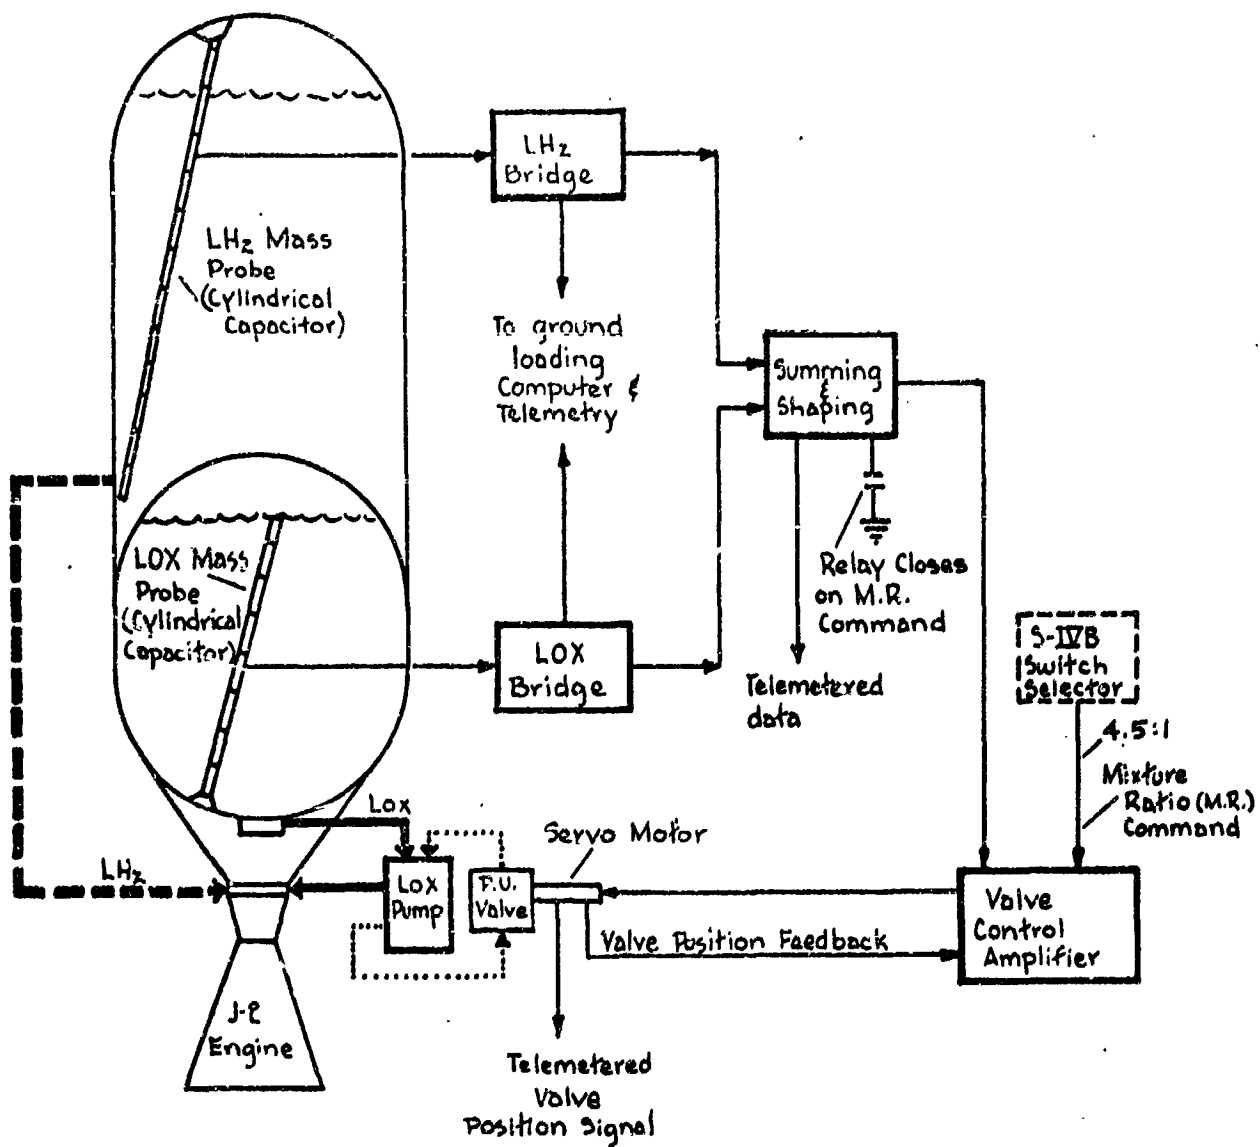 LH₂
Bridge
LH₂ Mass
Probe
(Cylindrical
Capacitor)
To ground
loading
Computer &
Telemetry
Summing
&
Shaping
LOX Mass
Probe
(Cylindrical
Capacitor)
LOX
Bridge
Relay Closes
on M.R.
Command
Telemetered
data
S-IVB
Switch
Selector
4.5:1
Mixture
Ratio (M.R.)
Command
LOX
Servo Motor
LH₂
LOX
Pump
P.U.
Valve
Valve Position Feedback
Valve
Control
Amplifier
J-2
Engine
Telemetered
Valve
Position Signal